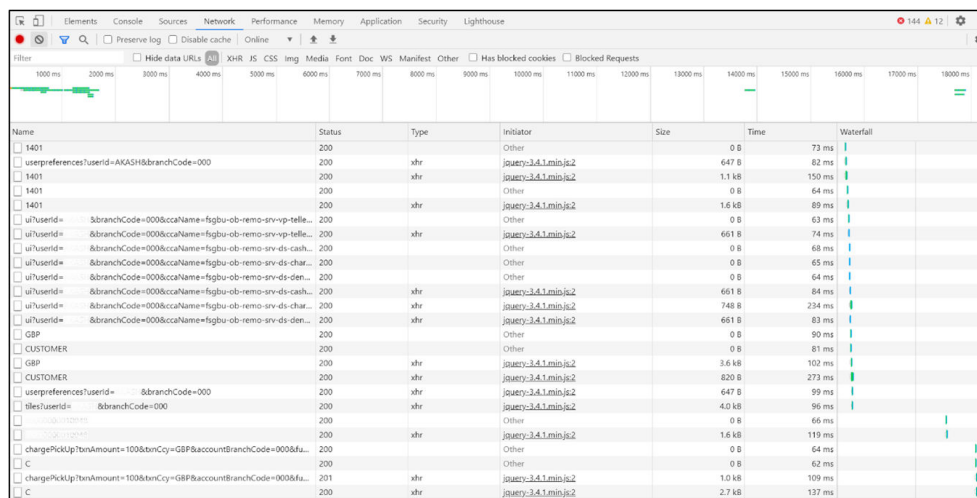 Elements Console Sources Network Performance Memory Application Security Lighthouse 144 12
Preserve log Disable cache Online
Filter Hide data URLs All XHR JS CSS Img Media Font Doc WS Manifest Other Has blocked cookies Blocked Requests
1000 ms 2000 ms 3000 ms 4000 ms 5000 ms 6000 ms 7000 ms 8000 ms 9000 ms 10000 ms 11000 ms 12000 ms 13000 ms 14000 ms 15000 ms 16000 ms 17000 ms 18000 ms
Name Status Type Initiator Size Time Waterfall
1401 200 Other 0 B 73 ms
userpreferences?userId=AKASH&branchCode=000 200 xhr jquery-3.4.1.min.js:2 647 B 82 ms
1401 200 xhr jquery-3.4.1.min.js:2 1.1 kB 150 ms
1401 200 Other 0 B 64 ms
1401 200 xhr jquery-3.4.1.min.js:2 1.6 kB 89 ms
ui?userId= &branchCode=000&ccaName=fsgbu-ob-remo-srv-vp-telle... 200 Other 0 B 63 ms
ui?userId= &branchCode=000&ccaName=fsgbu-ob-remo-srv-vp-telle... 200 xhr jquery-3.4.1.min.js:2 661 B 74 ms
ui?userId= &branchCode=000&ccaName=fsgbu-ob-remo-srv-ds-cash... 200 Other 0 B 68 ms
ui?userId= &branchCode=000&ccaName=fsgbu-ob-remo-srv-ds-char... 200 Other 0 B 65 ms
ui?userId= &branchCode=000&ccaName=fsgbu-ob-remo-srv-ds-den... 200 Other 0 B 64 ms
ui?userId= &branchCode=000&ccaName=fsgbu-ob-remo-srv-ds-cash... 200 xhr jquery-3.4.1.min.js:2 661 B 84 ms
ui?userId= &branchCode=000&ccaName=fsgbu-ob-remo-srv-ds-char... 200 xhr jquery-3.4.1.min.js:2 748 B 234 ms
ui?userId= &branchCode=000&ccaName=fsgbu-ob-remo-srv-ds-den... 200 xhr jquery-3.4.1.min.js:2 661 B 83 ms
GBP 200 Other 0 B 90 ms
CUSTOMER 200 Other 0 B 81 ms
GBP 200 xhr jquery-3.4.1.min.js:2 3.6 kB 102 ms
CUSTOMER 200 xhr jquery-3.4.1.min.js:2 820 B 273 ms
userpreferences?userId= &branchCode=000 200 xhr jquery-3.4.1.min.js:2 647 B 99 ms
tiles?userId= &branchCode=000 200 xhr jquery-3.4.1.min.js:2 4.0 kB 96 ms
200 Other 0 B 66 ms
200 xhr jquery-3.4.1.min.js:2 1.6 kB 119 ms
chargePickUp?txnAmount=100&txnCcy=GBP&accountBranchCode=000&fu... 200 Other 0 B 64 ms
C 200 Other 0 B 62 ms
chargePickUp?txnAmount=100&txnCcy=GBP&accountBranchCode=000&fu... 201 xhr jquery-3.4.1.min.js:2 1.0 kB 109 ms
C 200 xhr jquery-3.4.1.min.js:2 2.7 kB 137 ms